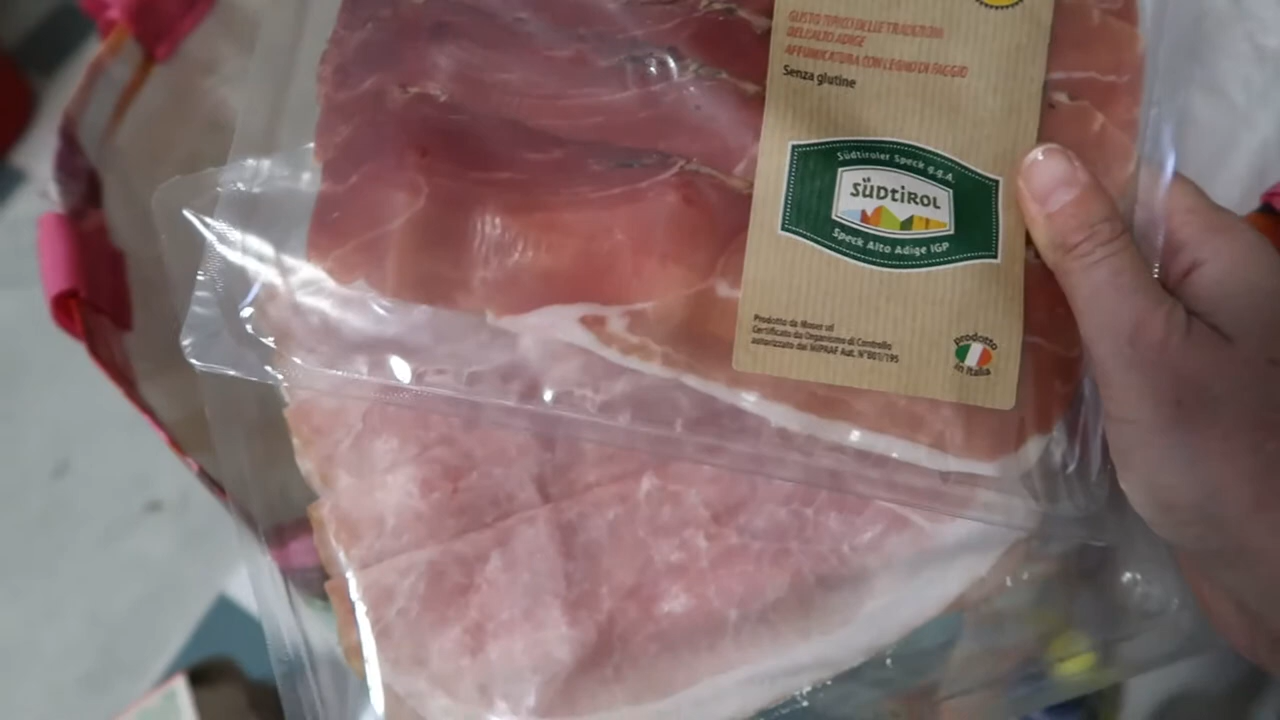 GUSTO TIPICO DELLE TRADIZIONI
DELL'ALTO ADIGE
AFFUMICATURA CON LEGNO DI FAGGIO
Senza glutine
Südtiroler Speck g.g.A.
SÜDTiROL
Speck Alto Adige IGP
Prodotto da Moser srl
Certificato da Organismo di Controllo
autorizzato dal MIPAAF Aut. N°801/195
prodotto
in Italia